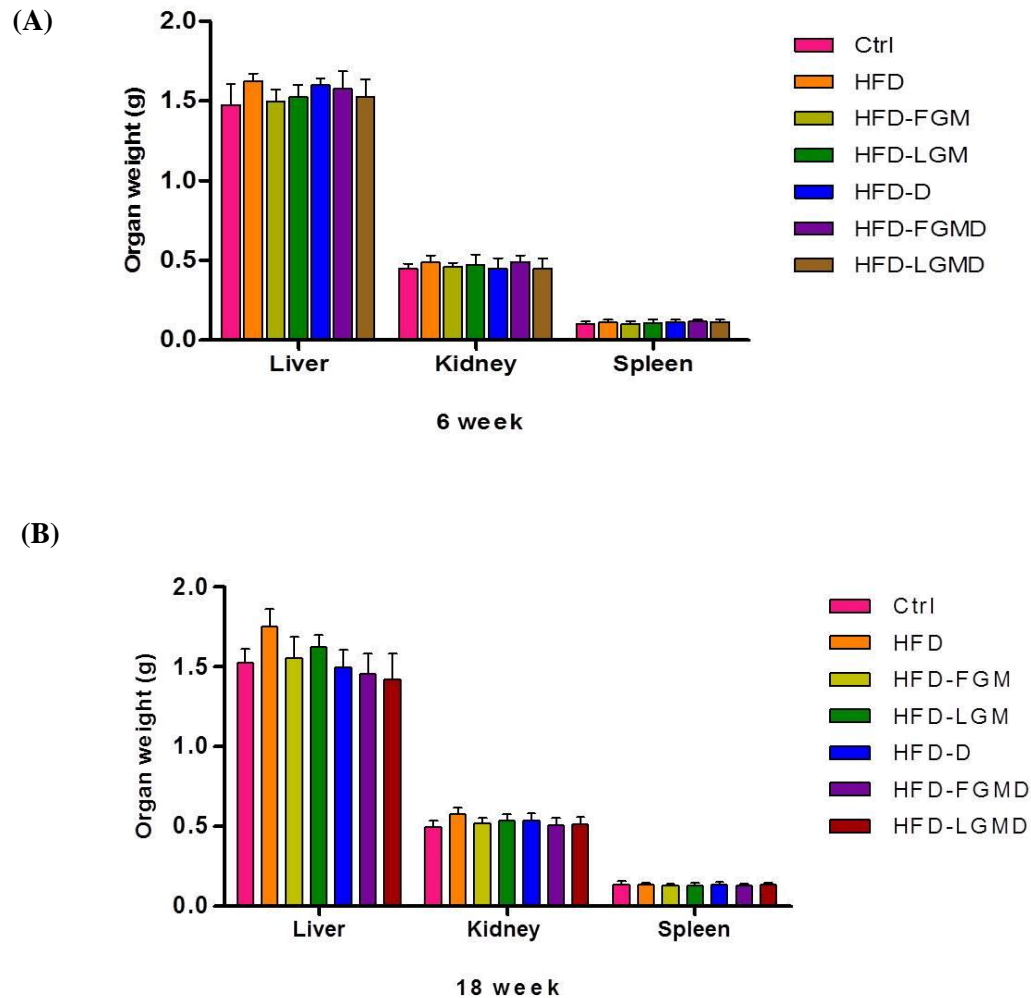 (A)
Organ weight (g)
2.0
1.5
1.0
0.5
0.0
Liver
Kidney
Spleen
6 week
Ctrl
HFD
HFD-FGM
HFD-LGM
HFD-D
HFD-FGMD
HFD-LGMD
(B)
Organ weight (g)
2.0
1.5
1.0
0.5
0.0
Liver
Kidney
Spleen
18 week
Ctrl
HFD
HFD-FGM
HFD-LGM
HFD-D
HFD-FGMD
HFD-LGMD